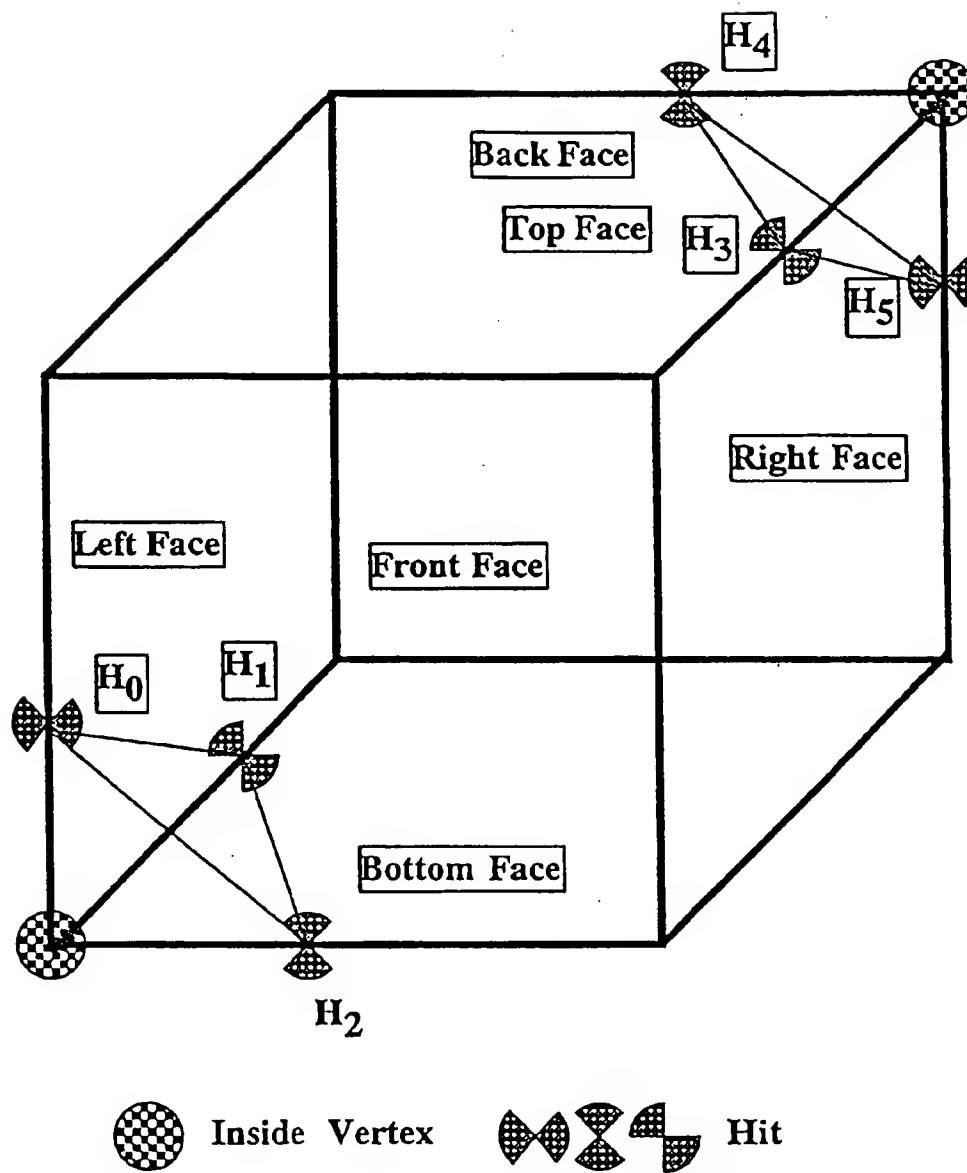 H4
Back Face
Top Face
H3
H5
Right Face
Left Face
Front Face
H1
H0
Bottom Face
H2
Inside Vertex Hit